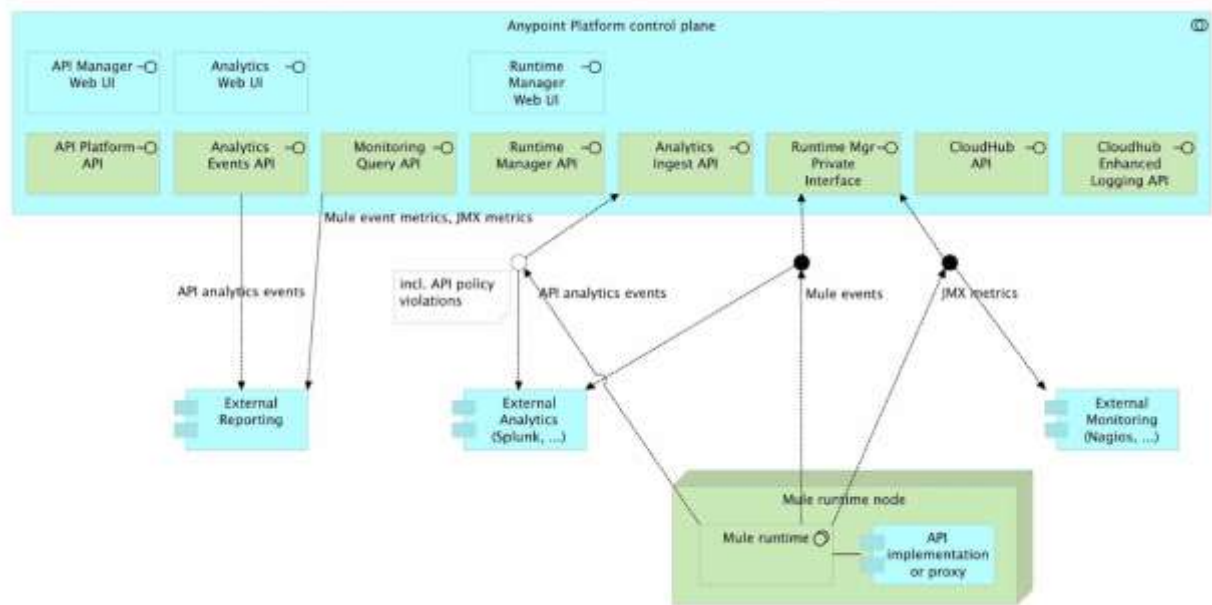 Anypoint Platform control plane
API Manager
Web UI
Analytics
Web UI
Runtime
Manager
Web UI
API Platform
API
Analytics
Events API
Monitoring
Query API
Runtime
Manager API
Analytics
Ingest API
Runtime Mgr
Private
Interface
CloudHub
API
Cloudhub
Enhanced
Logging API
Mule event metrics, JMX metrics
API analytics events
incl. API policy
violations
API analytics events
Mule events
JMX metrics
External
Reporting
External
Analytics
(Splunk, ...)
External
Monitoring
(Nagios, ...)
Mule runtime node
Mule runtime
API
implementation
or proxy